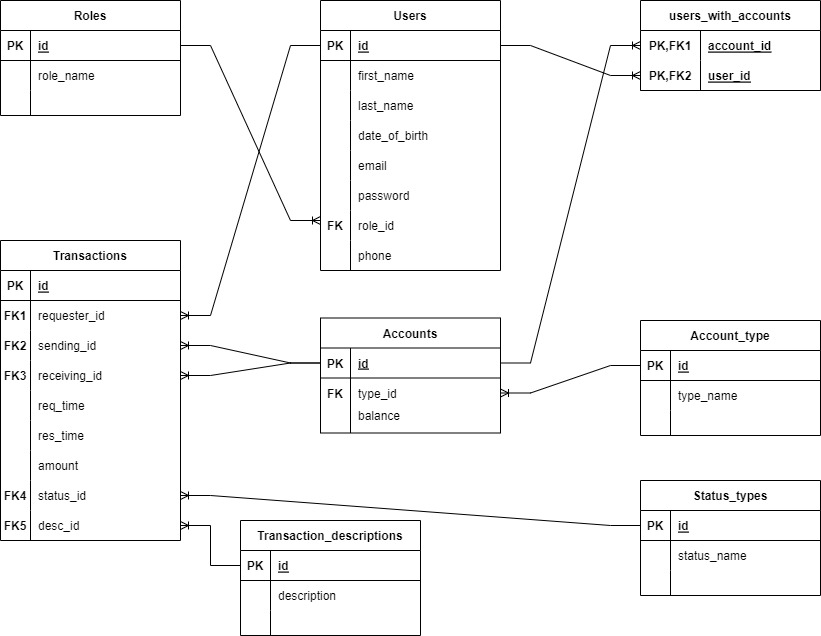 Roles
PK id
role_name
Users
PK id
first_name
last_name
date_of_birth
email
password
FK role_id
phone
users_with_accounts
PK,FK1 account_id
PK,FK2 user_id
Transactions
PK id
FK1 requester_id
FK2 sending_id
FK3 receiving_id
req_time
res_time
amount
FK4 status_id
FK5 desc_id
Accounts
PK id
FK type_id
balance
Account_type
PK id
type_name
Status_types
PK id
status_name
Transaction_descriptions
PK id
description